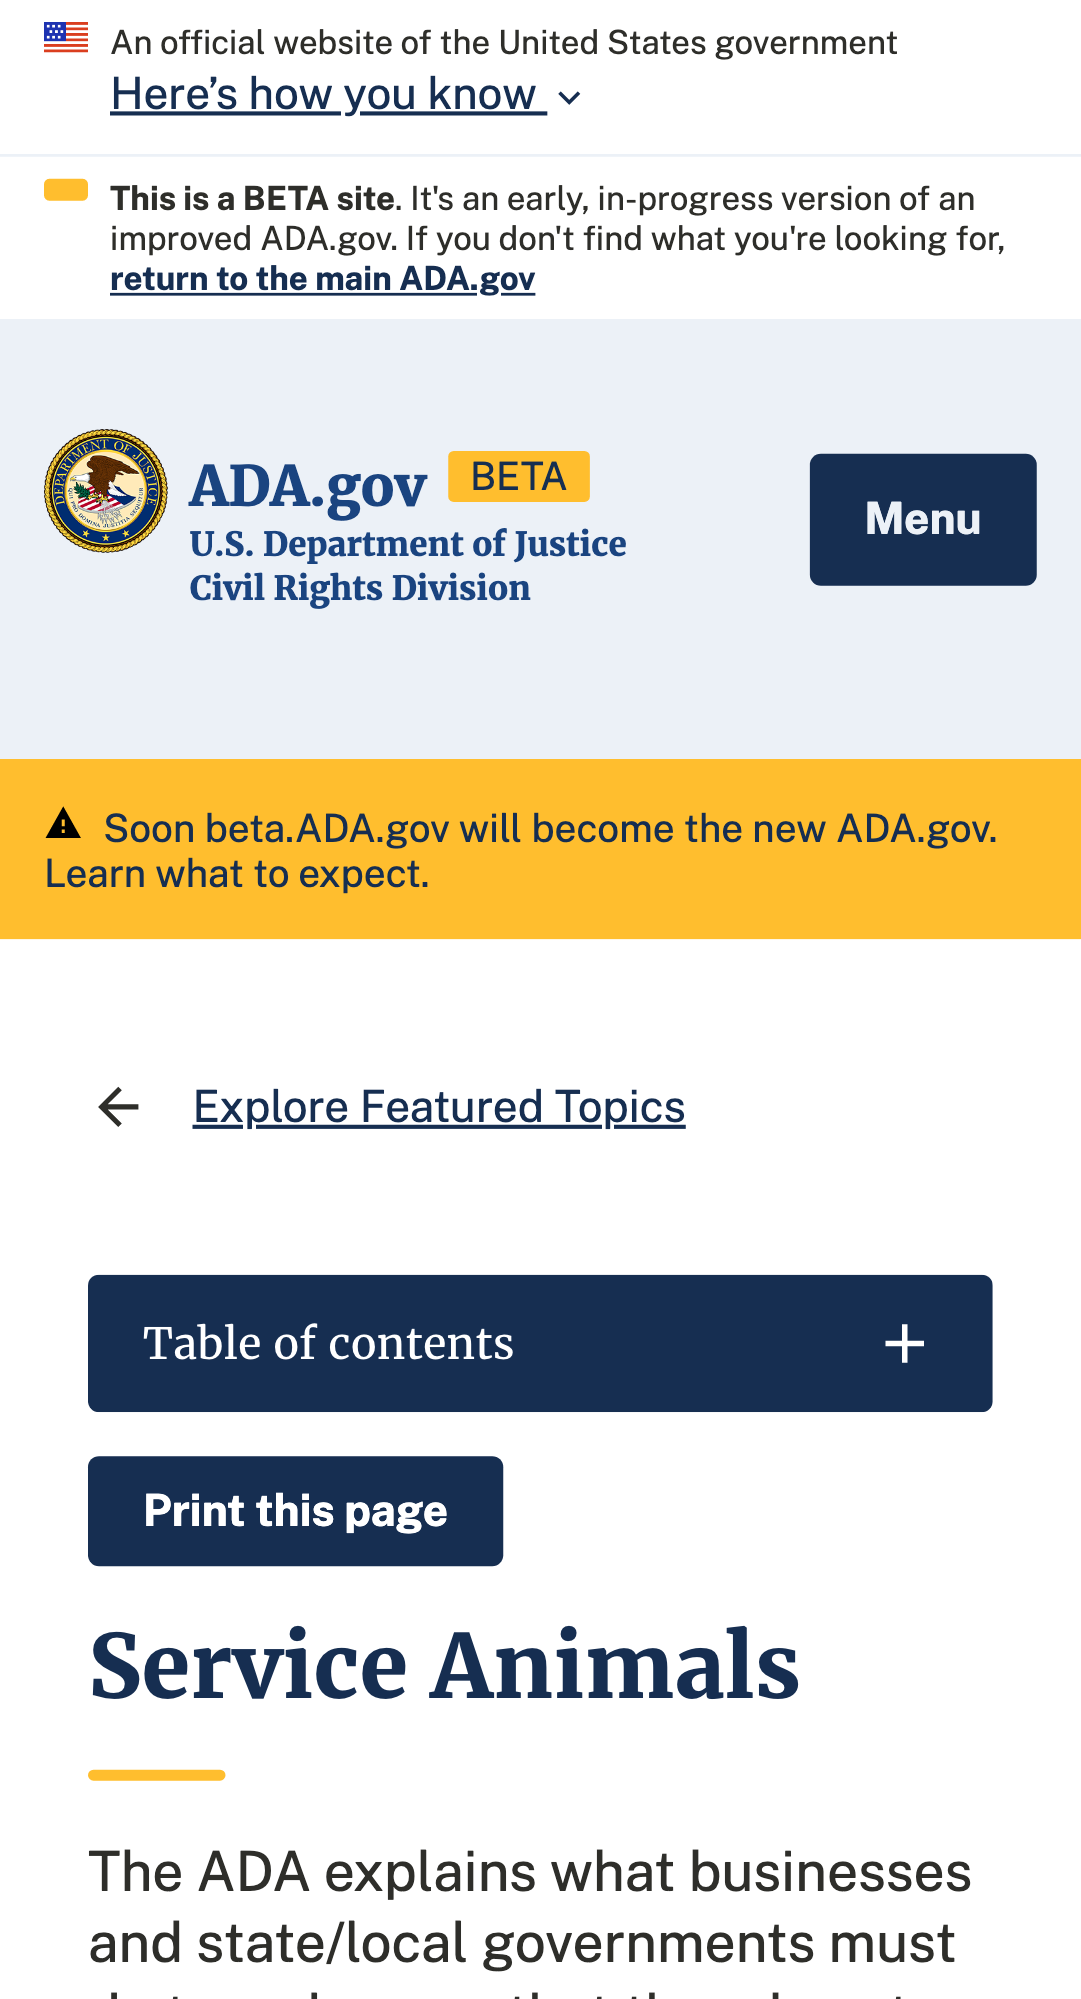 An official website of the United States government
Here’s how you know
This is a BETA site. It's an early, in-progress version of an
improved ADA.gov. If you don't find what you're looking for,
return to the main ADA.gov
DEPARTMENT OF JUSTICE
ADA.gov BETA
U.S. Department of Justice
Civil Rights Division
Menu
Soon beta.ADA.gov will become the new ADA.gov.
Learn what to expect.
Explore Featured Topics
Table of contents
Print this page
Service Animals
The ADA explains what businesses
and state/local governments must